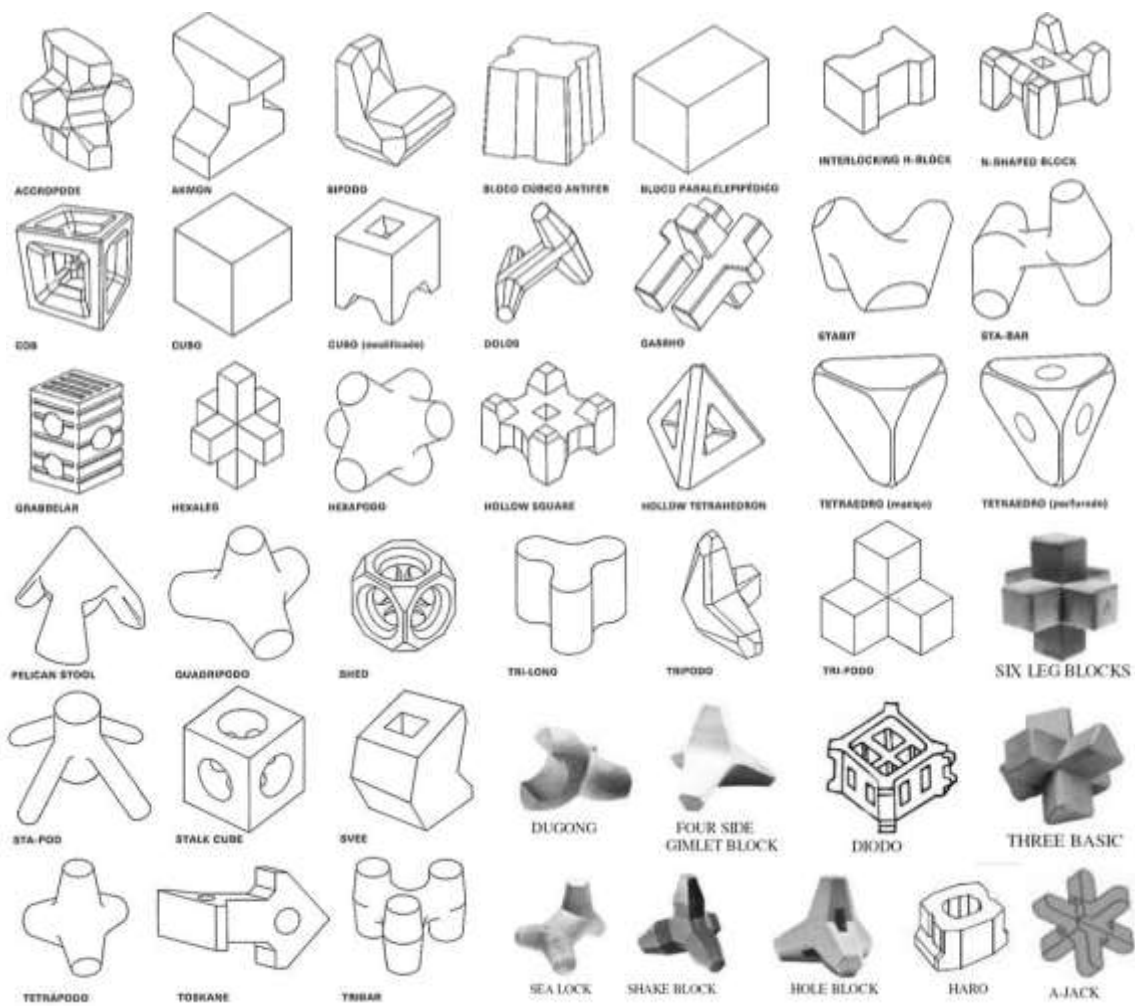 ACCROPODE
AKMON
BIPODO
BLOCO CÚBICO ANTIFER
BLOCO PARALELEPIPÉDICO
INTERLOCKING H-BLOCK
N-SHAPED BLOCK
COB
CUBO
CUBO (modificado)
DOLOS
GASSHO
STABIT
STA-BAR
GRABBELAR
HEXALEG
HEXAPODO
HOLLOW SQUARE
HOLLOW TETRAHEDRON
TETRAEDRO (maciço)
TETRAEDRO (perfurado)
PELICAN STOOL
QUADRIPODO
SHED
TRI-LONG
TRIPODO
TRI-PODO
SIX LEG BLOCKS
STA-POD
STALK CUBE
SVEE
DUGONG
FOUR SIDE
GIMLET BLOCK
DIODO
THREE BASIC
TETRÁPODO
TOSKANE
TRIBAR
SEA LOCK
SHAKE BLOCK
HOLE BLOCK
HARO
A-JACK